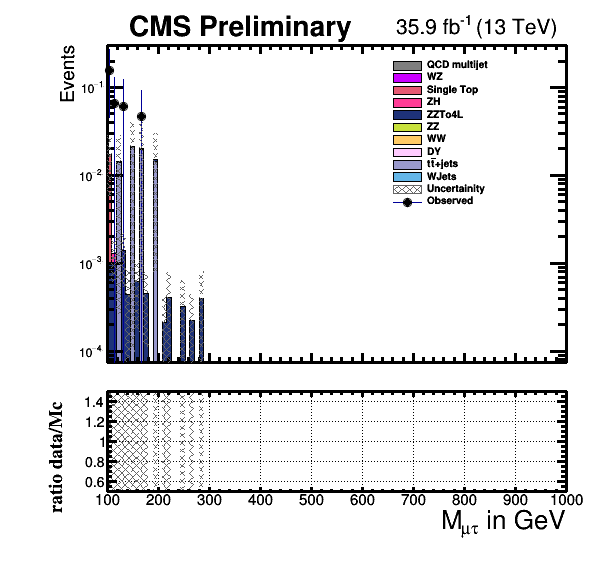 CMS Preliminary
35.9 fb⁻¹ (13 TeV)
Events
10⁻¹
10⁻²
10⁻³
10⁻⁴
QCD multijet
WZ
Single Top
ZH
ZZTo4L
ZZ
WW
DY
tt̄+jets
WJets
Uncertainity
Observed
ratio data/Mc
1.4
1.2
1
0.8
0.6
100 200 300 400 500 600 700 800 900 1000
M_μτ in GeV